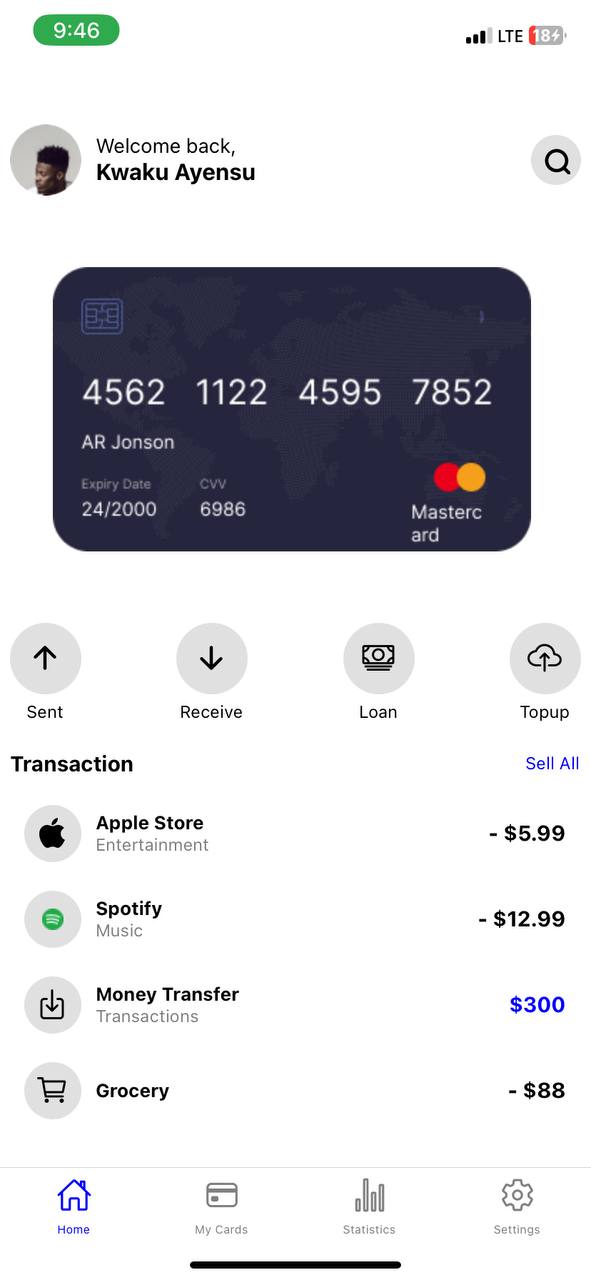 9:46
LTE
18
Welcome back,
Kwaku Ayensu
4562 1122 4595 7852
AR Jonson
Expiry Date CVV
24/2000 6986
Masterc
ard
Sent Receive Loan Topup
Transaction Sell All
Apple Store
Entertainment
- $5.99
Spotify
Music
- $12.99
Money Transfer
Transactions
$300
Grocery
- $88
Home My Cards Statistics Settings